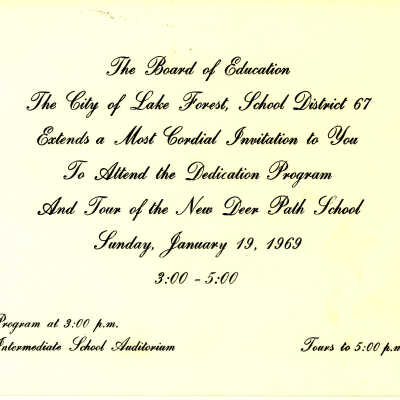 The Board of Education
The City of Lake Forest, School District 67
Extends a Most Cordial Invitation to You
To Attend the Dedication Program
And Tour of the New Deer Path School
Sunday, January 19, 1969
3:00 - 5:00
Program at 3:00 p.m.
Intermediate School Auditorium
Tours to 5:00 p.m